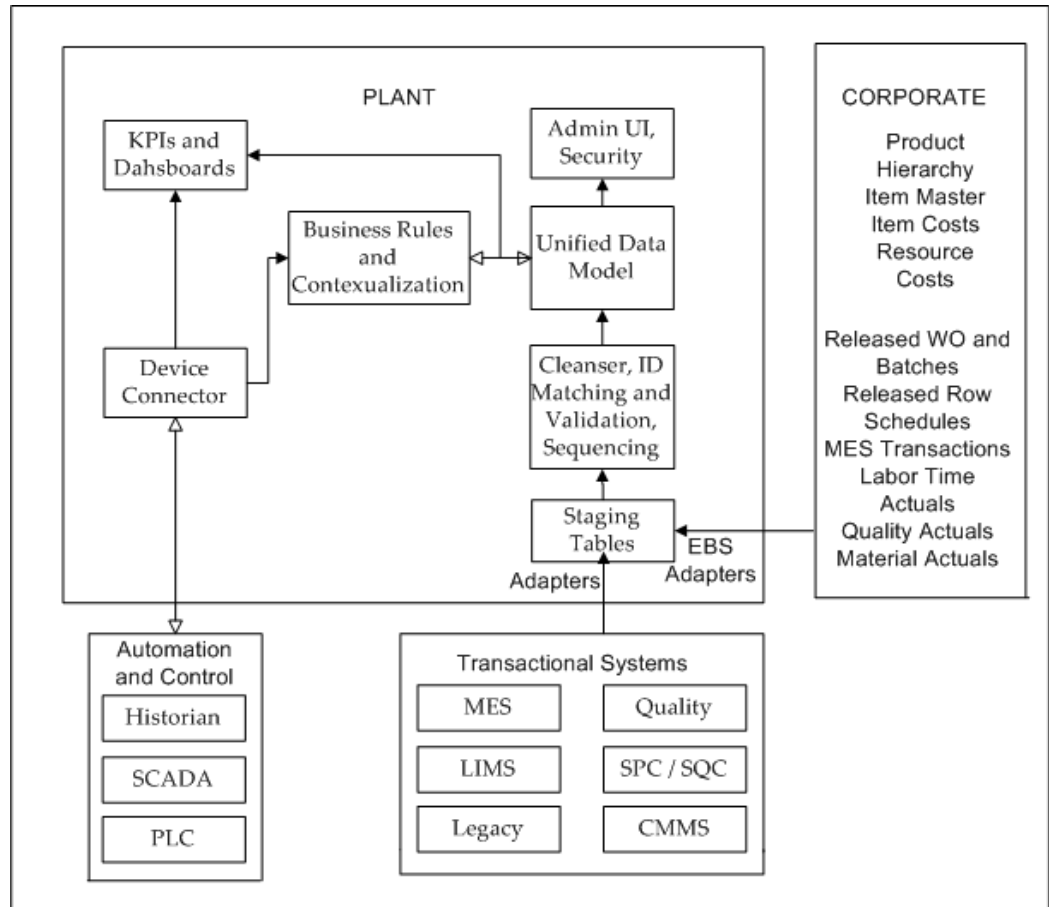 PLANT
KPIs and
Dahsboards
Admin UI,
Security
Business Rules
and
Contexualization
Unified Data
Model
Device
Connector
Cleanser, ID
Matching and
Validation,
Sequencing
Staging
Tables
Adapters
EBS
Adapters
CORPORATE
Product
Hierarchy
Item Master
Item Costs
Resource
Costs
Released WO and
Batches
Released Row
Schedules
MES Transactions
Labor Time
Actuals
Quality Actuals
Material Actuals
Automation
and Control
Historian
SCADA
PLC
Transactional Systems
MES
Quality
LIMS
SPC / SQC
Legacy
CMMS